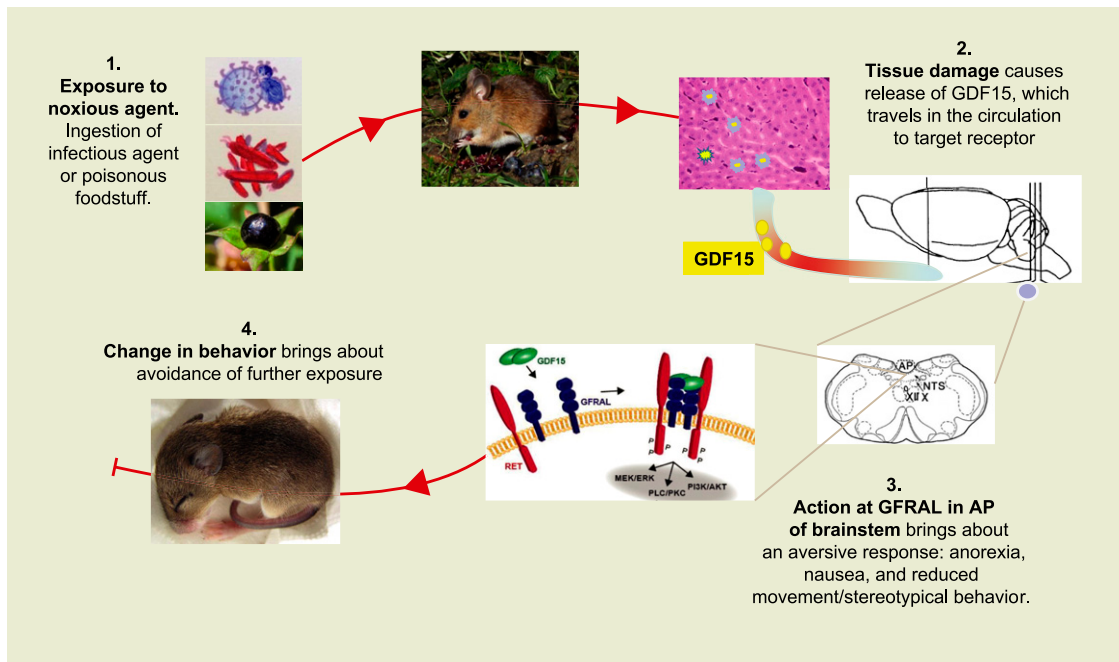 1.
Exposure to
noxious agent.
Ingestion of
infectious agent
or poisonous
foodstuff.
2.
Tissue damage causes
release of GDF15, which
travels in the circulation
to target receptor
GDF15
4.
Change in behavior brings about
avoidance of further exposure
GDF15
GFRAL
RET
P
P
P
P
MEK/ERK
PLC/PKC
PI3K/AKT
AP
NTS
XII X
3.
Action at GFRAL in AP
of brainstem brings about
an aversive response: anorexia,
nausea, and reduced
movement/stereotypical behavior.